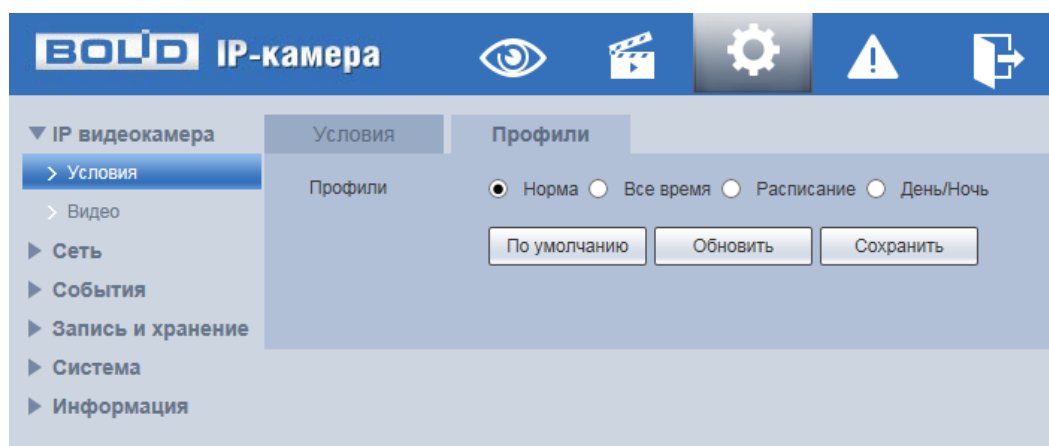 BOLID IP-камера
IP видеокамера
Условия
Видео
Сеть
События
Запись и хранение
Система
Информация
Условия Профили
Профили Норма Все время Расписание День/Ночь
По умолчанию Обновить Сохранить